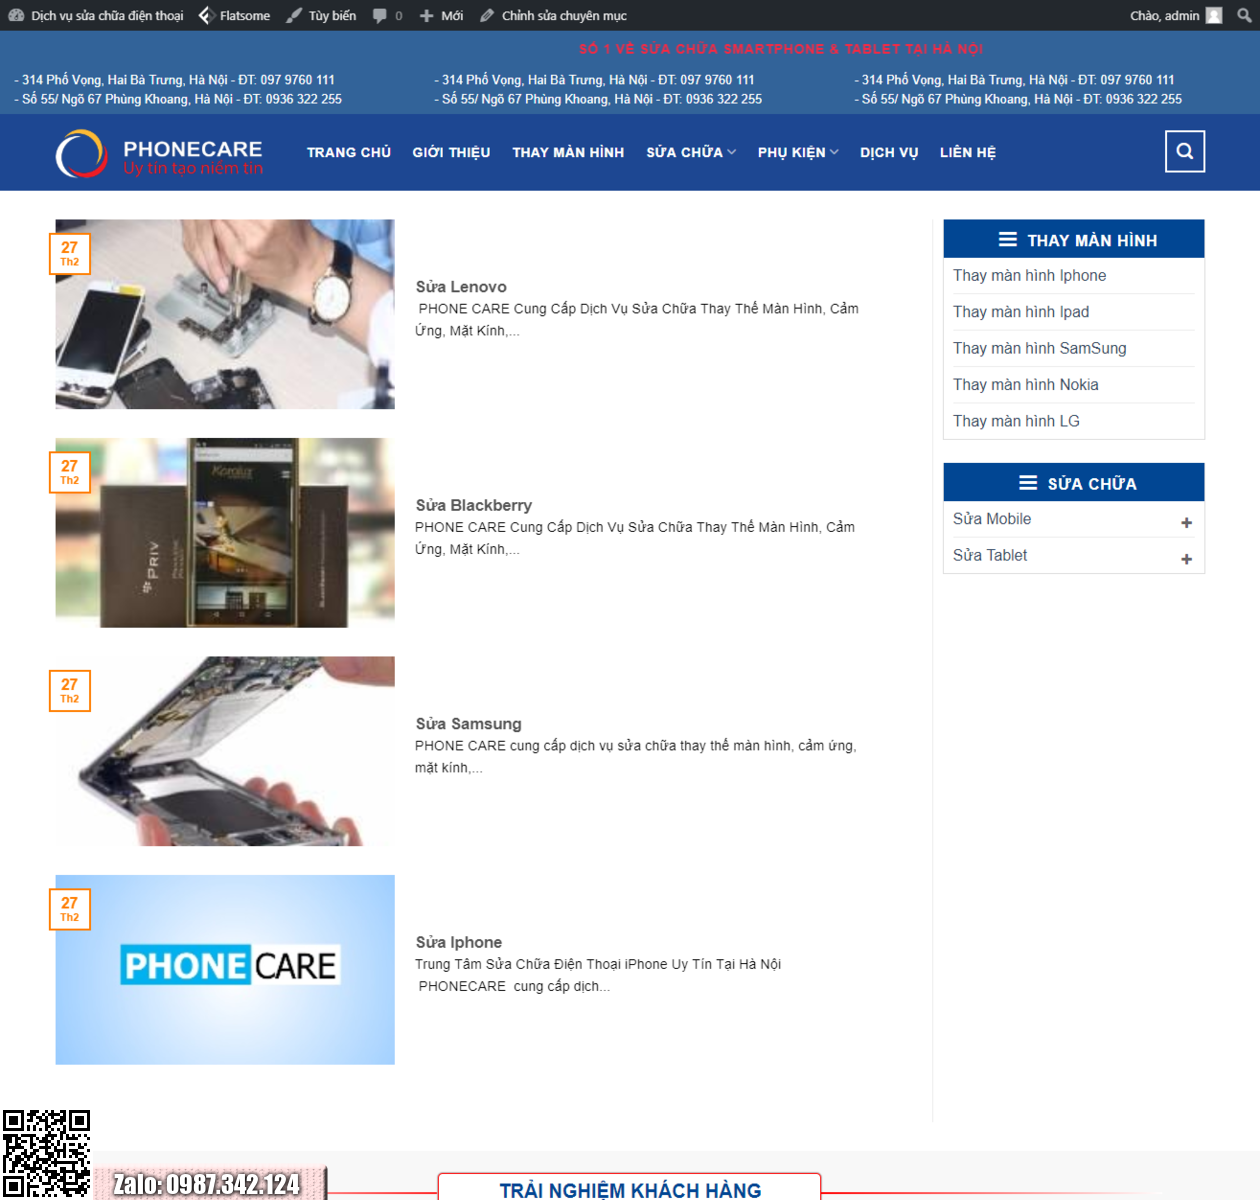 Dịch vụ sửa chữa điện thoại Flatsome Tùy biến 0 Mới Chỉnh sửa chuyên mục Chào, admin
SỐ 1 VỀ SỬA CHỮA SMARTPHONE & TABLET TẠI HÀ NỘI
- 314 Phố Vọng, Hai Bà Trưng, Hà Nội - ĐT: 097 9760 111
- Số 55/ Ngõ 67 Phùng Khoang, Hà Nội - ĐT: 0936 322 255
- 314 Phố Vọng, Hai Bà Trưng, Hà Nội - ĐT: 097 9760 111
- Số 55/ Ngõ 67 Phùng Khoang, Hà Nội - ĐT: 0936 322 255
- 314 Phố Vọng, Hai Bà Trưng, Hà Nội - ĐT: 097 9760 111
- Số 55/ Ngõ 67 Phùng Khoang, Hà Nội - ĐT: 0936 322 255
PHONECARE
Uy tín tạo niềm tin
TRANG CHỦ GIỚI THIỆU THAY MÀN HÌNH SỬA CHỮA PHỤ KIỆN DỊCH VỤ LIÊN HỆ
27
Th2
Sửa Lenovo
PHONE CARE Cung Cấp Dịch Vụ Sửa Chữa Thay Thế Màn Hình, Cảm
Ứng, Mặt Kính,...
27
Th2
PRIV
Sửa Blackberry
PHONE CARE Cung Cấp Dịch Vụ Sửa Chữa Thay Thế Màn Hình, Cảm
Ứng, Mặt Kính,...
27
Th2
Sửa Samsung
PHONE CARE cung cấp dịch vụ sửa chữa thay thế màn hình, cảm ứng,
mặt kính,...
27
Th2
PHONE CARE
Sửa Iphone
Trung Tâm Sửa Chữa Điện Thoại iPhone Uy Tín Tại Hà Nội
PHONECARE cung cấp dịch...
THAY MÀN HÌNH
Thay màn hình Iphone
Thay màn hình Ipad
Thay màn hình SamSung
Thay màn hình Nokia
Thay màn hình LG
SỬA CHỮA
Sửa Mobile +
Sửa Tablet +
Zalo: 0987.342.124
TRẢI NGHIỆM KHÁCH HÀNG